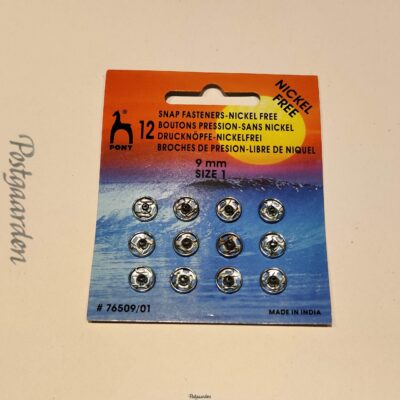 NICKEL
FREE
12
SNAP FASTENERS-NICKEL FREE
BOUTONS PRESSION-SANS NICKEL
DRUCKNÖPFE-NICKELFREI
BROCHES DE PRESION-LIBRE DE NIQUEL
PONY
9 mm
SIZE 1
# 76509/01
MADE IN INDIA
Postgaarden
Postgaarden